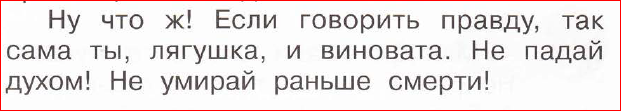 Ну что ж! Если говорить правду, так
сама ты, лягушка, и виновата. Не падай
духом! Не умирай раньше смерти!